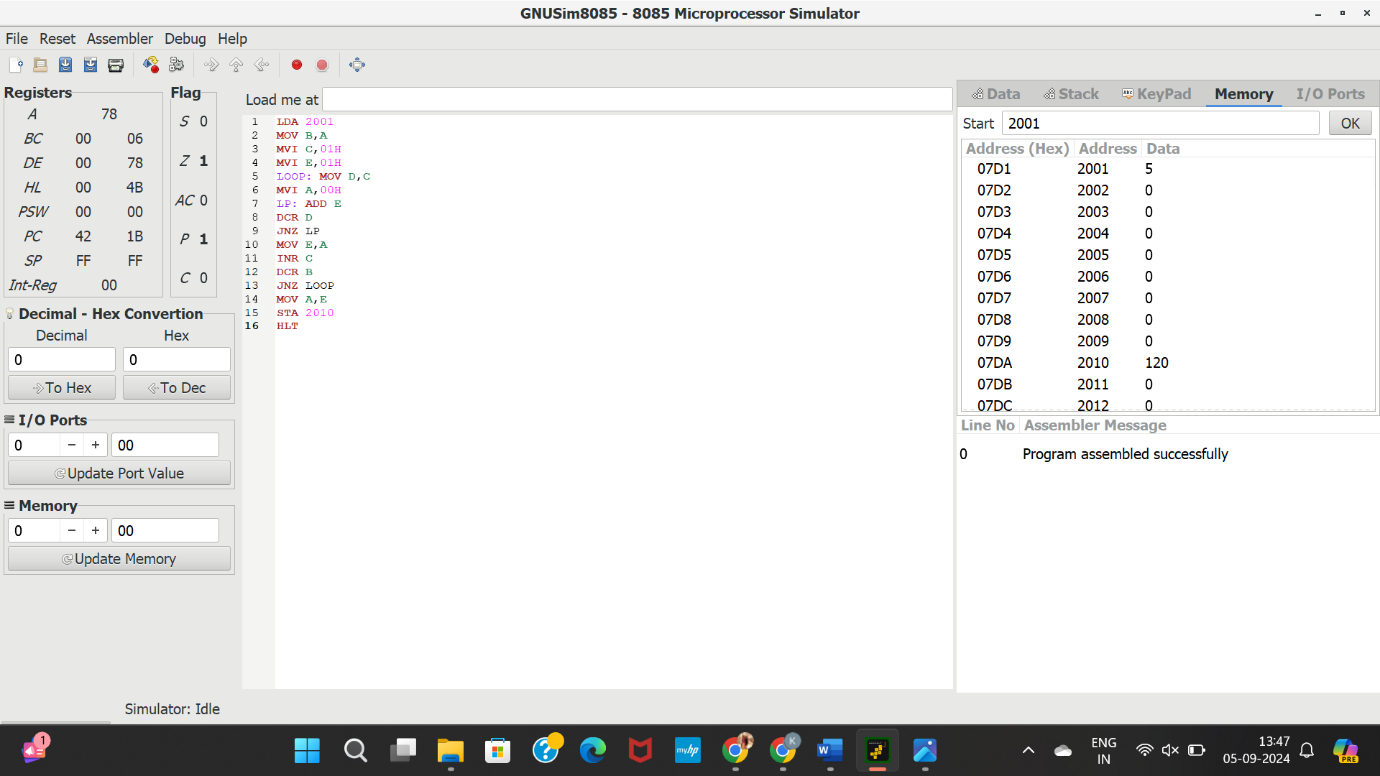 GNUSim8085 - 8085 Microprocessor Simulator
File Reset Assembler Debug Help
Registers
A 78
BC 00 06
DE 00 78
HL 00 4B
PSW 00 00
PC 42 1B
SP FF FF
Int-Reg 00
Flag
S 0
Z 1
AC 0
P 1
C 0
Decimal - Hex Convertion
Decimal Hex
0 0
To Hex To Dec
I/O Ports
0 - + 00
Update Port Value
Memory
0 - + 00
Update Memory
Load me at
1 LDA 2001
2 MOV B,A
3 MVI C,01H
4 MVI E,01H
5 LOOP: MOV D,C
6 MVI A,00H
7 LP: ADD E
8 DCR D
9 JNZ LP
10 MOV E,A
11 INR C
12 DCR B
13 JNZ LOOP
14 MOV A,E
15 STA 2010
16 HLT
Data Stack KeyPad Memory I/O Ports
Start 2001 OK
Address (Hex) Address Data
07D1 2001 5
07D2 2002 0
07D3 2003 0
07D4 2004 0
07D5 2005 0
07D6 2006 0
07D7 2007 0
07D8 2008 0
07D9 2009 0
07DA 2010 120
07DB 2011 0
07DC 2012 0
Line No Assembler Message
0 Program assembled successfully
Simulator: Idle
1
myhp
K
W
PRE
ENG
IN
13:47
05-09-2024